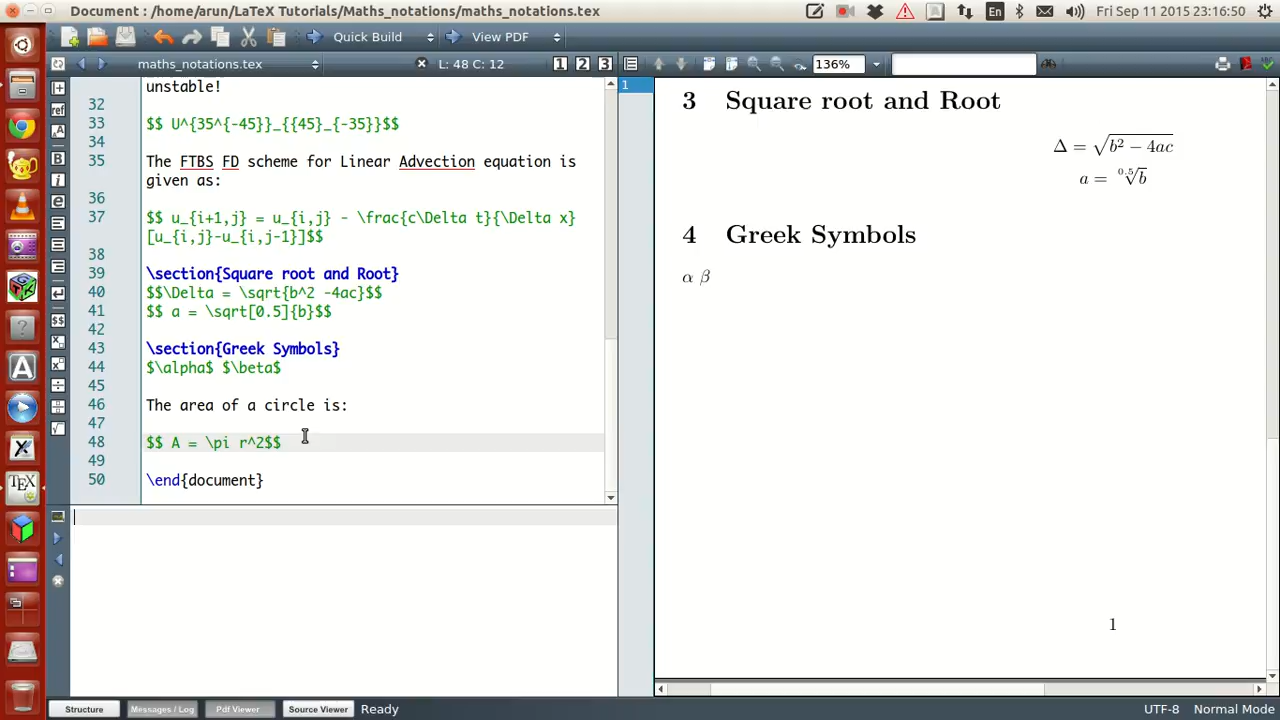 Document : /home/arun/LaTeX Tutorials/Maths_notations/maths_notations.tex
En
Fri Sep 11 2015 23:16:50
Quick Build
View PDF
maths_notations.tex
L: 48 C: 12
1 2 3
136%
unstable!
32
33 $$ U^{35^{-45}}_{{45}_{-35}}$$
34
35 The FTBS FD scheme for Linear Advection equation is
given as:
36
37 $$ u_{i+1,j} = u_{i,j} - \frac{c\Delta t}{\Delta x}
[u_{i,j}-u_{i,j-1}]$$
38
39 \section{Square root and Root}
40 $$\Delta = \sqrt{b^2 -4ac}$$
41 $$ a = \sqrt[0.5]{b}$$
42
43 \section{Greek Symbols}
44 $\alpha$ $\beta$
45
46 The area of a circle is:
47
48 $$ A = \pi r^2$$
49
50 \end{document}
ref
1
3 Square root and Root
Δ = √b² − 4ac
a = 0.5√b
4 Greek Symbols
α β
1
Structure
Messages / Log
Pdf Viewer
Source Viewer
Ready
UTF-8
Normal Mode